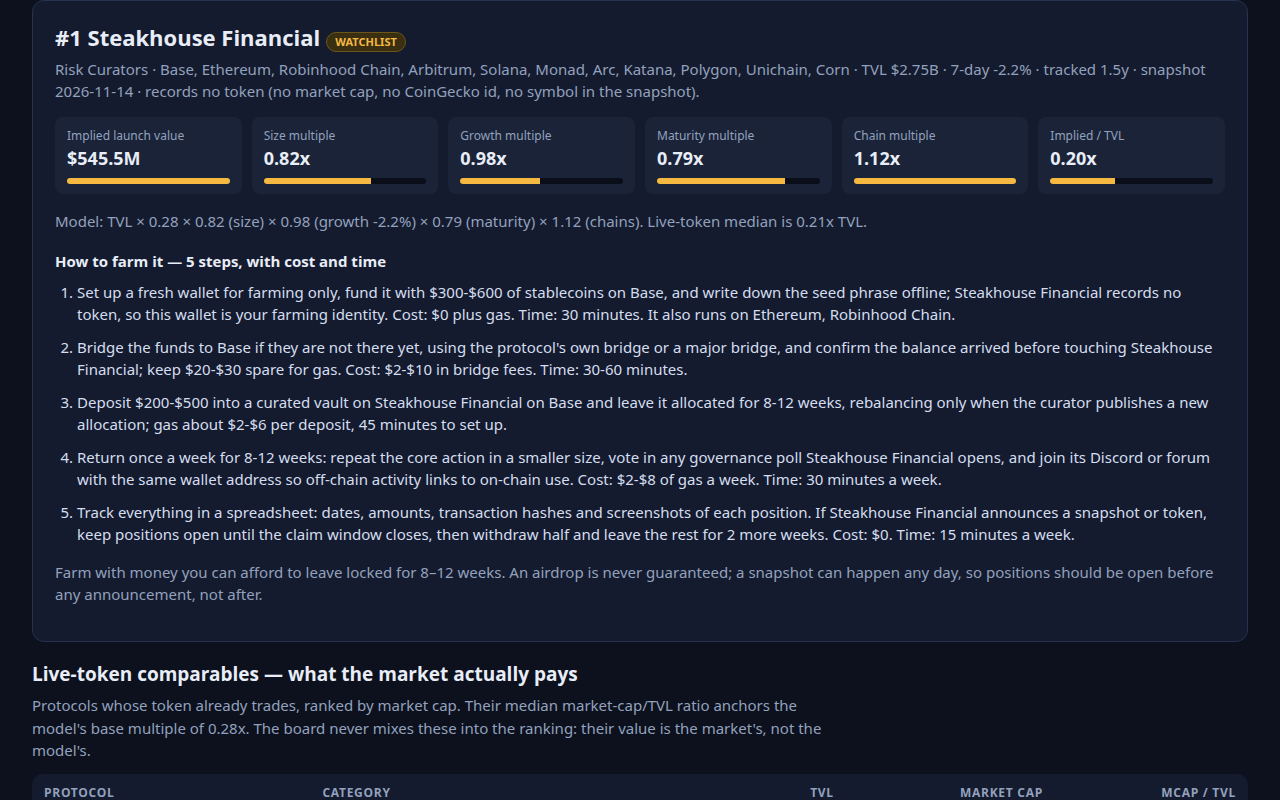 #1 Steakhouse Financial WATCHLIST
Risk Curators · Base, Ethereum, Robinhood Chain, Arbitrum, Solana, Monad, Arc, Katana, Polygon, Unichain, Corn · TVL $2.75B · 7-day -2.2% · tracked 1.5y · snapshot
2026-11-14 · records no token (no market cap, no CoinGecko id, no symbol in the snapshot).
Implied launch value
$545.5M
Size multiple
0.82x
Growth multiple
0.98x
Maturity multiple
0.79x
Chain multiple
1.12x
Implied / TVL
0.20x
Model: TVL × 0.28 × 0.82 (size) × 0.98 (growth -2.2%) × 0.79 (maturity) × 1.12 (chains). Live-token median is 0.21x TVL.
How to farm it — 5 steps, with cost and time
1. Set up a fresh wallet for farming only, fund it with $300-$600 of stablecoins on Base, and write down the seed phrase offline; Steakhouse Financial records no
token, so this wallet is your farming identity. Cost: $0 plus gas. Time: 30 minutes. It also runs on Ethereum, Robinhood Chain.
2. Bridge the funds to Base if they are not there yet, using the protocol's own bridge or a major bridge, and confirm the balance arrived before touching Steakhouse
Financial; keep $20-$30 spare for gas. Cost: $2-$10 in bridge fees. Time: 30-60 minutes.
3. Deposit $200-$500 into a curated vault on Steakhouse Financial on Base and leave it allocated for 8-12 weeks, rebalancing only when the curator publishes a new
allocation; gas about $2-$6 per deposit, 45 minutes to set up.
4. Return once a week for 8-12 weeks: repeat the core action in a smaller size, vote in any governance poll Steakhouse Financial opens, and join its Discord or forum
with the same wallet address so off-chain activity links to on-chain use. Cost: $2-$8 of gas a week. Time: 30 minutes a week.
5. Track everything in a spreadsheet: dates, amounts, transaction hashes and screenshots of each position. If Steakhouse Financial announces a snapshot or token,
keep positions open until the claim window closes, then withdraw half and leave the rest for 2 more weeks. Cost: $0. Time: 15 minutes a week.
Farm with money you can afford to leave locked for 8–12 weeks. An airdrop is never guaranteed; a snapshot can happen any day, so positions should be open before
any announcement, not after.
Live-token comparables — what the market actually pays
Protocols whose token already trades, ranked by market cap. Their median market-cap/TVL ratio anchors the
model's base multiple of 0.28x. The board never mixes these into the ranking: their value is the market's, not the
model's.
PROTOCOL CATEGORY TVL MARKET CAP MCAP / TVL